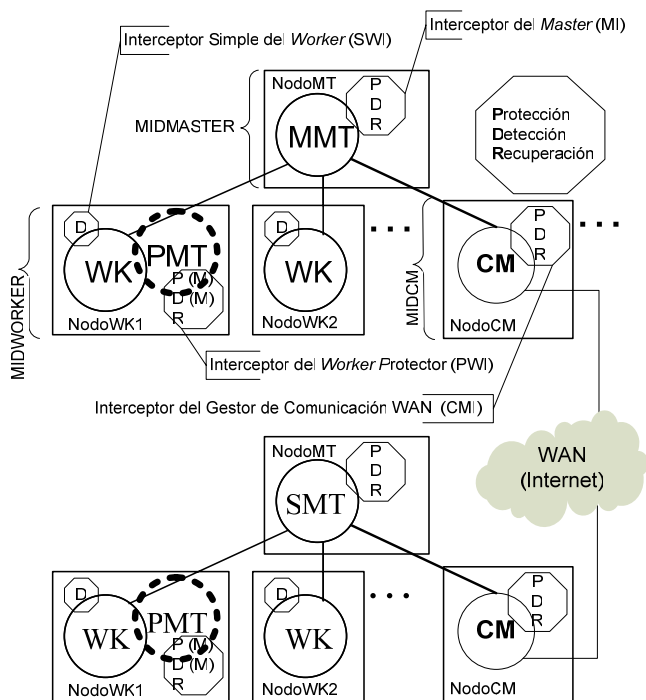 Interceptor Simple del Worker (SWI)
Interceptor del Master (MI)
NodoMT
P
D
R
MMT
MIDMASTER
Protección
Detección
Recuperación
MIDWORKER
D
WK
PMT
P (M)
D (M)
R
NodoWK1
D
WK
NodoWK2
...
MIDCM
P
D
R
CM
NodoCM
...
Interceptor del Worker Protector (PWI)
Interceptor del Gestor de Comunicación WAN (CMI)
WAN
(Internet)
NodoMT
P
D
R
SMT
D
WK
PMT
P (M)
D (M)
R
NodoWK1
D
WK
NodoWK2
...
P
D
R
CM
NodoCM